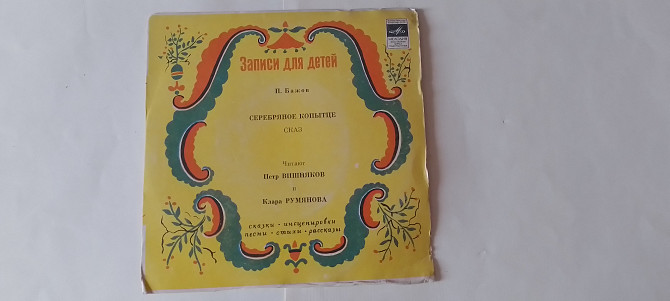 Записи для детей
П. Бажов
СЕРЕБРЯНОЕ КОПЫТЦЕ
СКАЗ
Читают
Петр ВИШНЯКОВ
и
Клара РУМЯНОВА
сказки · инсценировки
песни · стихи · рассказы